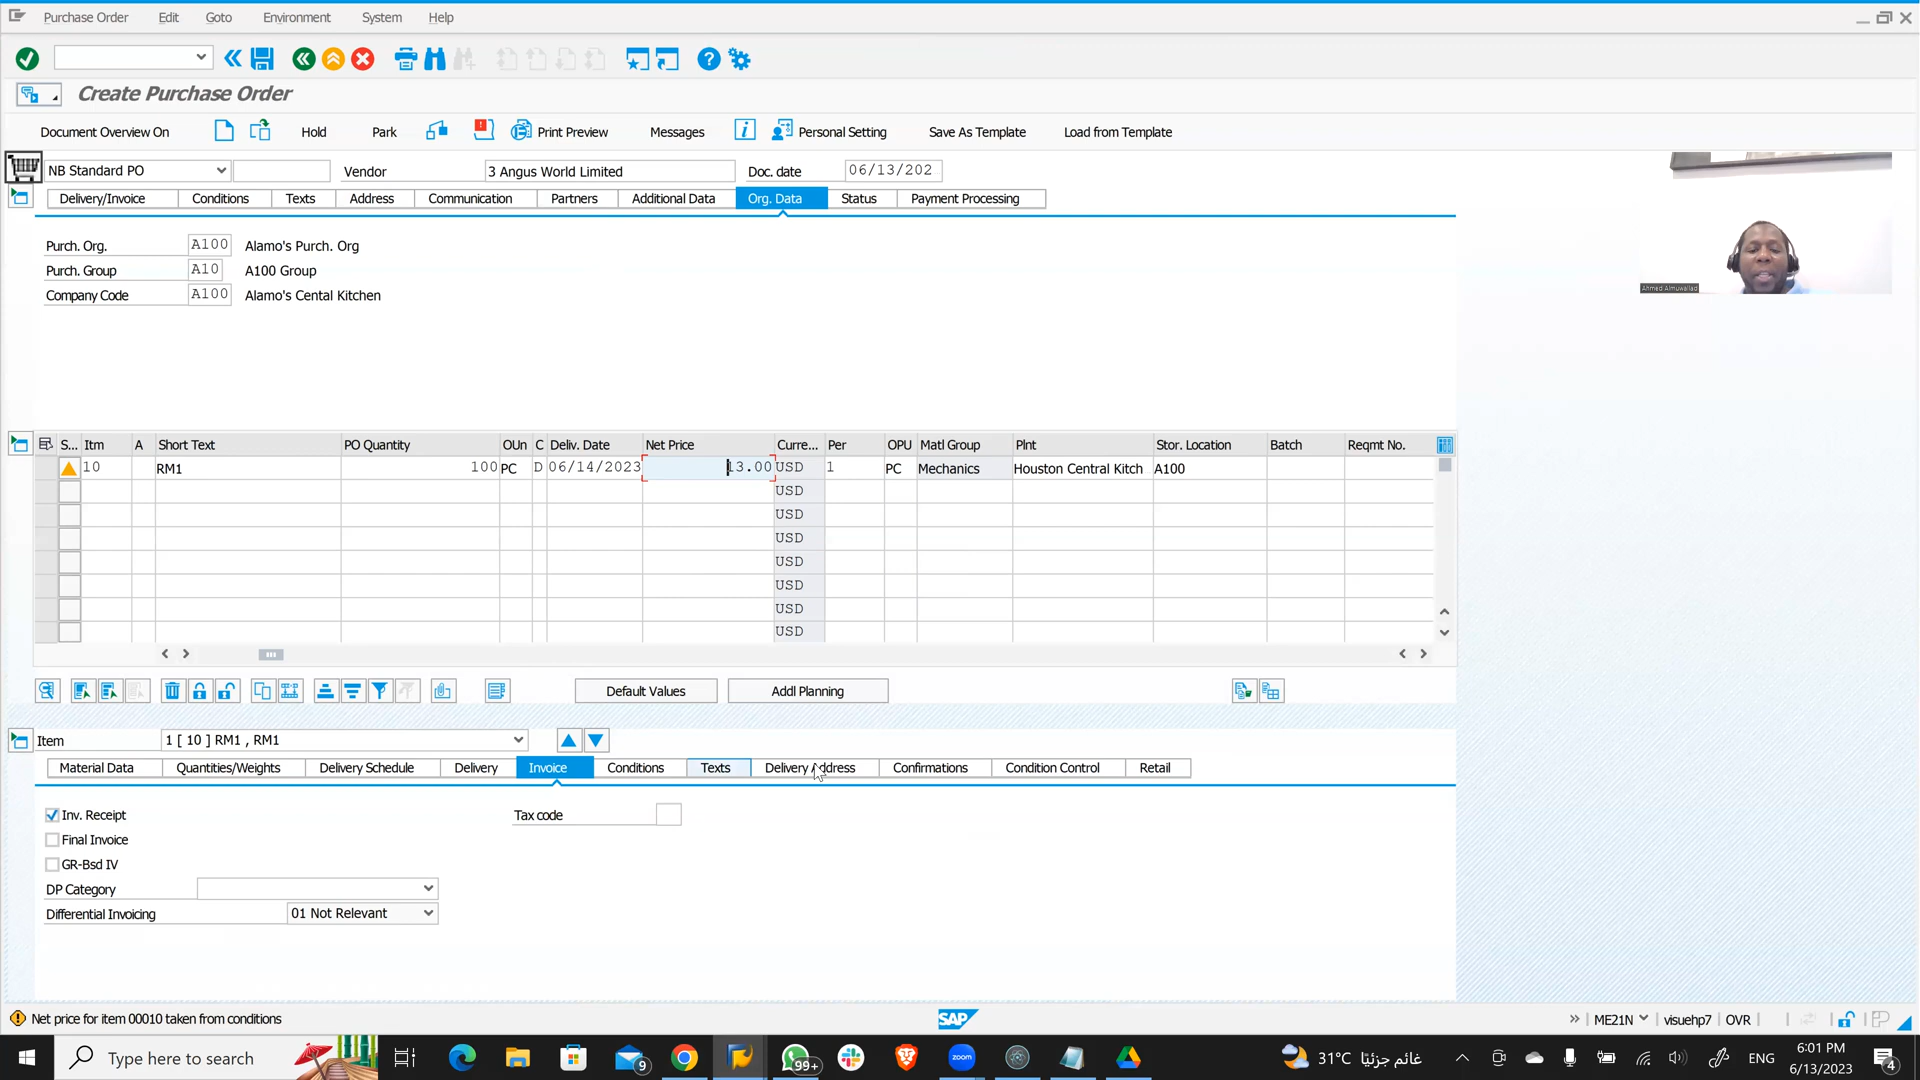 Purchase Order Edit Goto Environment System Help
Create Purchase Order
Document Overview On Hold Park Print Preview Messages Personal Setting Save As Template Load from Template
NB Standard PO Vendor 3 Angus World Limited Doc. date 06/13/202
Delivery/Invoice Conditions Texts Address Communication Partners Additional Data Org. Data Status Payment Processing
Purch. Org. A100 Alamo's Purch. Org
Purch. Group A10 A100 Group
Company Code A100 Alamo's Cental Kitchen
Ahmed Almuwallad
S... Itm A Short Text PO Quantity OUn C Deliv. Date Net Price Curre... Per OPU Matl Group Plnt Stor. Location Batch Reqmt No.
10 RM1 100 PC D 06/14/2023 13.00 USD 1 PC Mechanics Houston Central Kitch A100
USD
USD
USD
USD
USD
USD
USD
Default Values Addl Planning
Item 1 [ 10 ] RM1 , RM1
Material Data Quantities/Weights Delivery Schedule Delivery Invoice Conditions Texts Delivery Address Confirmations Condition Control Retail
Inv. Receipt Tax code
Final Invoice
GR-Bsd IV
DP Category
Differential Invoicing 01 Not Relevant
Net price for item 00010 taken from conditions SAP ME21N visuehp7 OVR
Type here to search 9 99+ zoom 31°C غائم جزئيًا ENG 6:01 PM
6/13/2023 4